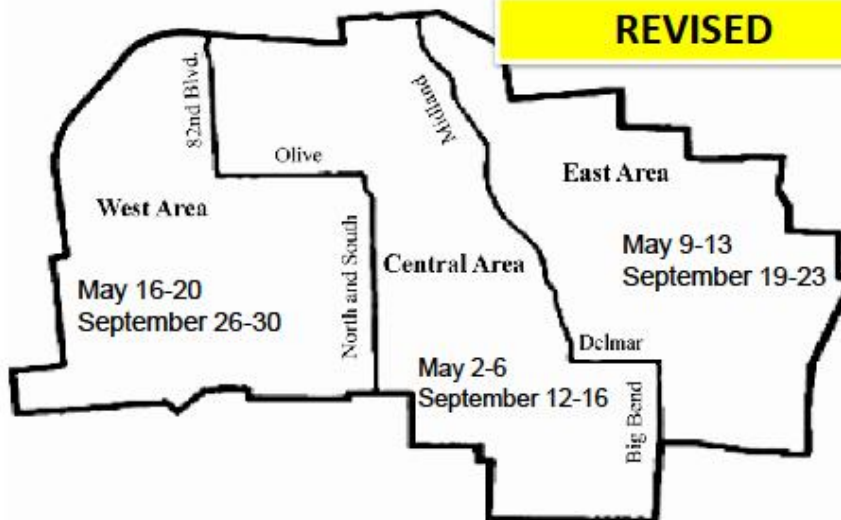 REVISED
82nd Blvd.
Midland
Olive
East Area
West Area
May 9-13
September 19-23
North and South
Central Area
May 16-20
September 26-30
Delmar
May 2-6
September 12-16
Big Bend